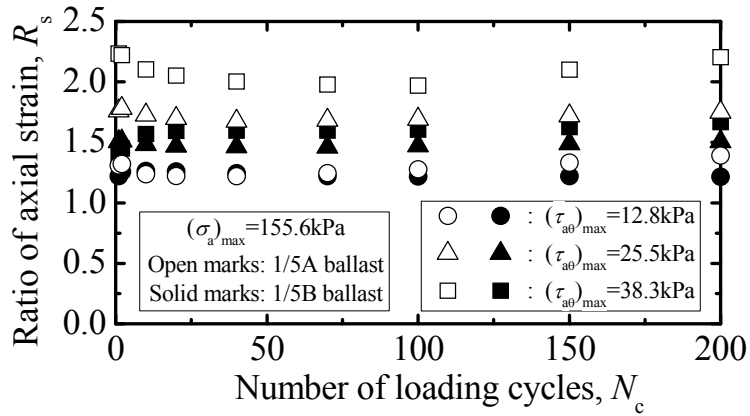 Ratio of axial strain, Rs
2.5
2.0
1.5
1.0
0.5
0.0
(σa)max=155.6kPa
Open marks: 1/5A ballast
Solid marks: 1/5B ballast
: (τaθ)max=12.8kPa
: (τaθ)max=25.5kPa
: (τaθ)max=38.3kPa
0 50 100 150 200
Number of loading cycles, Nc